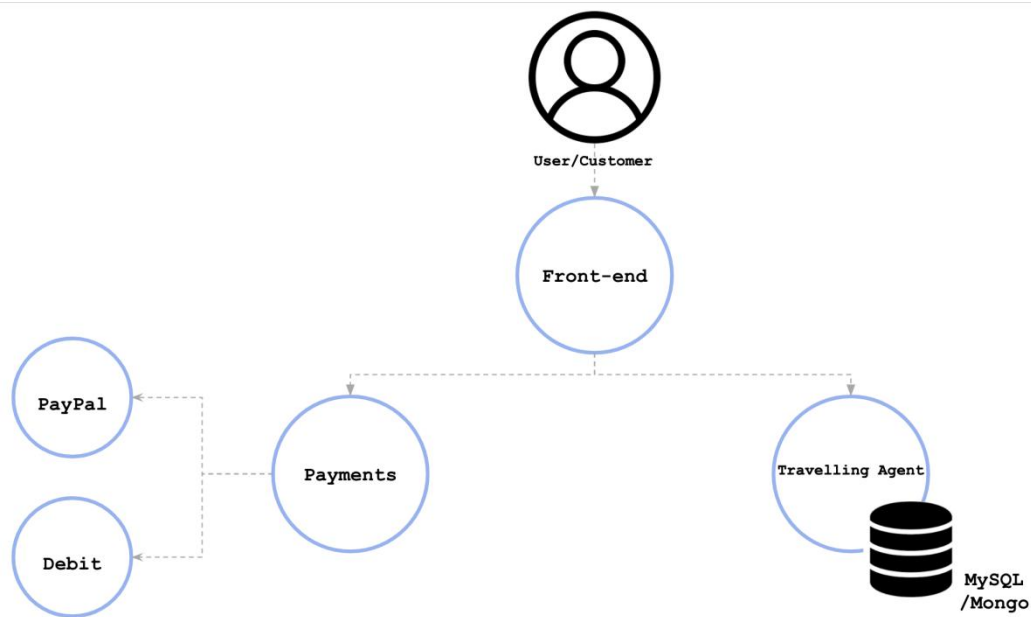 User/Customer
Front-end
PayPal
Payments
Travelling Agent
Debit
MySQL
/Mongo